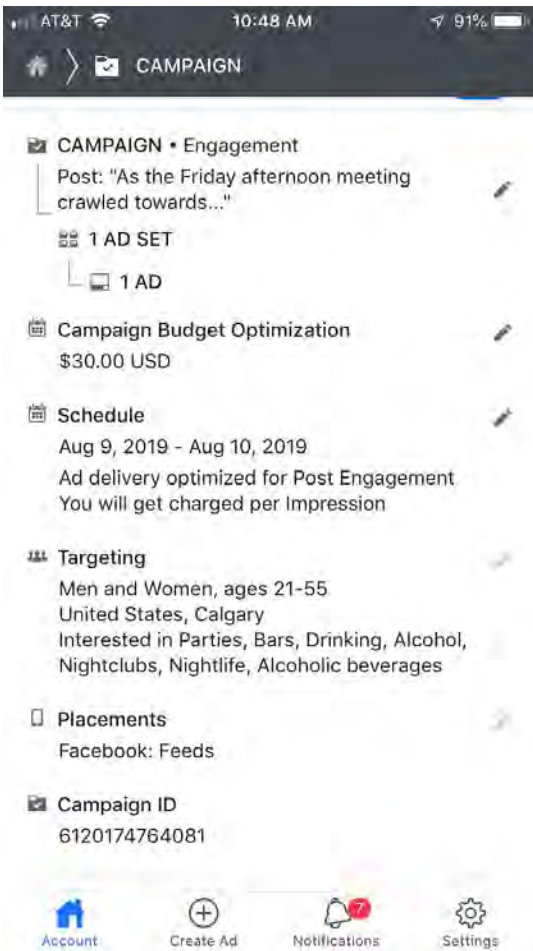 AT&T 10:48 AM 91%
CAMPAIGN
CAMPAIGN • Engagement
Post: "As the Friday afternoon meeting
crawled towards..."
1 AD SET
1 AD
Campaign Budget Optimization
$30.00 USD
Schedule
Aug 9, 2019 - Aug 10, 2019
Ad delivery optimized for Post Engagement
You will get charged per Impression
Targeting
Men and Women, ages 21-55
United States, Calgary
Interested in Parties, Bars, Drinking, Alcohol,
Nightclubs, Nightlife, Alcoholic beverages
Placements
Facebook: Feeds
Campaign ID
6120174764081
7
Account Create Ad Notifications Settings